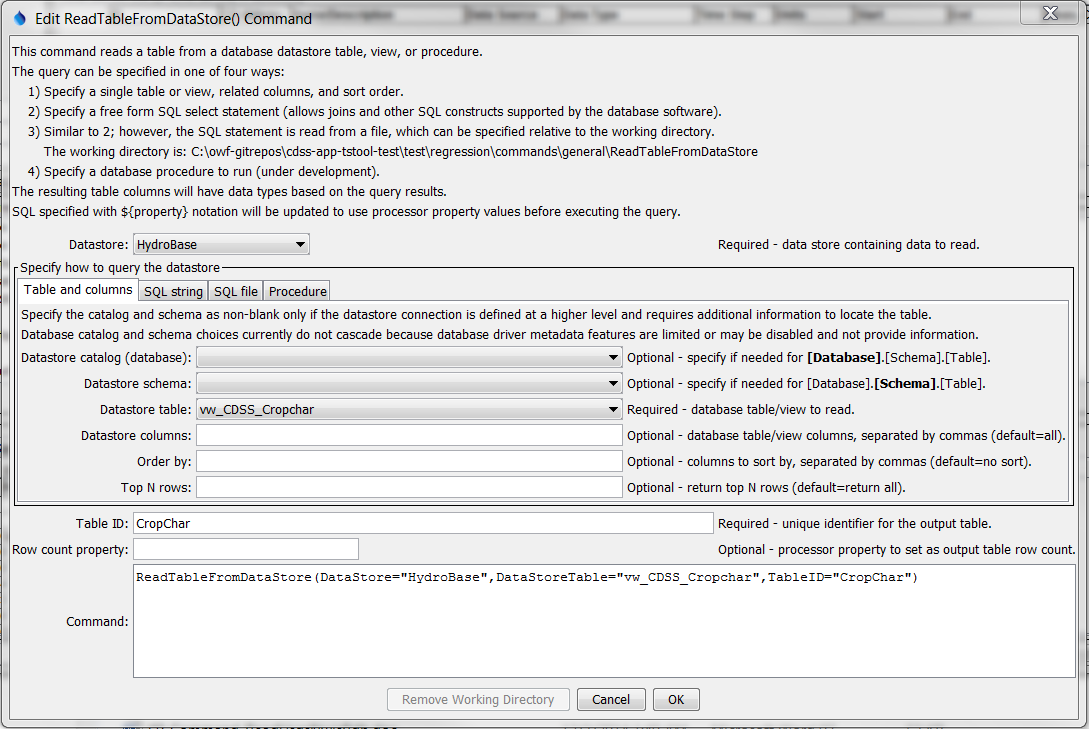 Edit ReadTableFromDataStore() Command
This command reads a table from a database datastore table, view, or procedure.
The query can be specified in one of four ways:
1) Specify a single table or view, related columns, and sort order.
2) Specify a free form SQL select statement (allows joins and other SQL constructs supported by the database software).
3) Similar to 2; however, the SQL statement is read from a file, which can be specified relative to the working directory.
The working directory is: C:\owf-gitrepos\cdss-app-tstool-test\test\regression\commands\general\ReadTableFromDataStore
4) Specify a database procedure to run (under development).
The resulting table columns will have data types based on the query results.
SQL specified with ${property} notation will be updated to use processor property values before executing the query.
Datastore: HydroBase Required - data store containing data to read.
Specify how to query the datastore
Table and columns SQL string SQL file Procedure
Specify the catalog and schema as non-blank only if the datastore connection is defined at a higher level and requires additional information to locate the table.
Database catalog and schema choices currently do not cascade because database driver metadata features are limited or may be disabled and not provide information.
Datastore catalog (database): Optional - specify if needed for [Database].[Schema].[Table].
Datastore schema: Optional - specify if needed for [Database].[Schema].[Table].
Datastore table: vw_CDSS_Cropchar Required - database table/view to read.
Datastore columns: Optional - database table/view columns, separated by commas (default=all).
Order by: Optional - columns to sort by, separated by commas (default=no sort).
Top N rows: Optional - return top N rows (default=return all).
Table ID: CropChar Required - unique identifier for the output table.
Row count property: Optional - processor property to set as output table row count.
Command: ReadTableFromDataStore(DataStore="HydroBase",DataStoreTable="vw_CDSS_Cropchar",TableID="CropChar")
Remove Working Directory Cancel OK